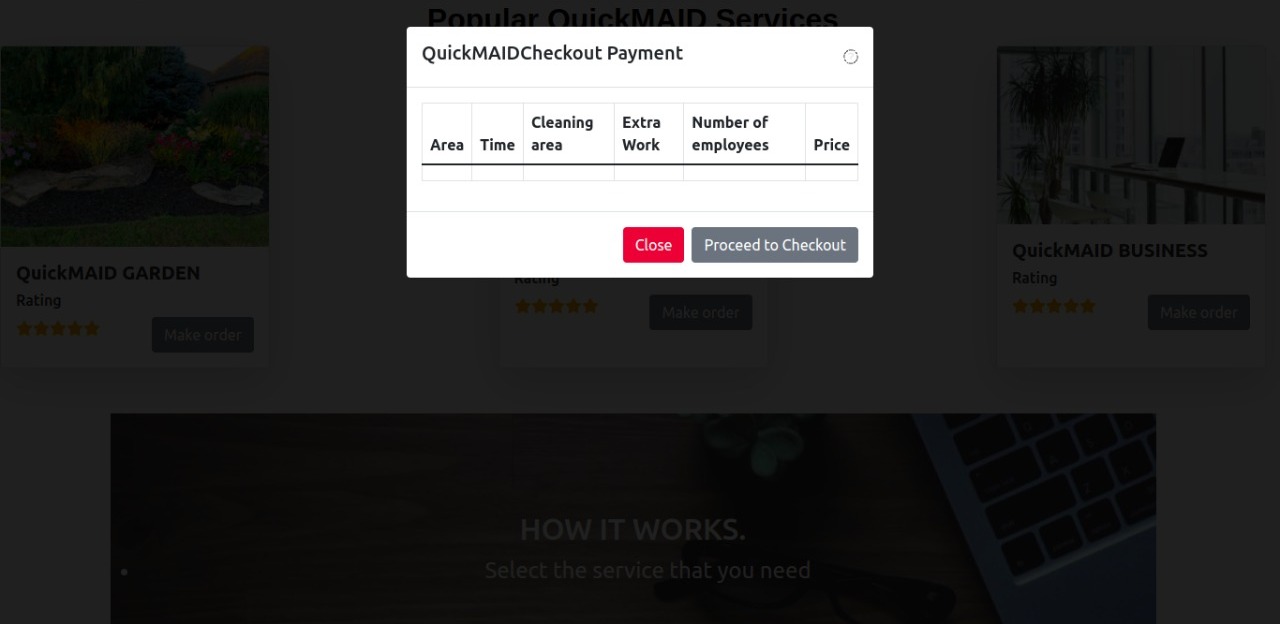 Popular QuickMAID Services
QuickMAIDCheckout Payment
Area
Time
Cleaning
area
Extra
Work
Number of
employees
Price
Close
Proceed to Checkout
QuickMAID GARDEN
Rating
Make order
Rating
Make order
QuickMAID BUSINESS
Rating
Make order
HOW IT WORKS.
Select the service that you need